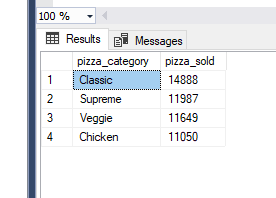 100 %
Results Messages
pizza_category pizza_sold
1 Classic 14888
2 Supreme 11987
3 Veggie 11649
4 Chicken 11050